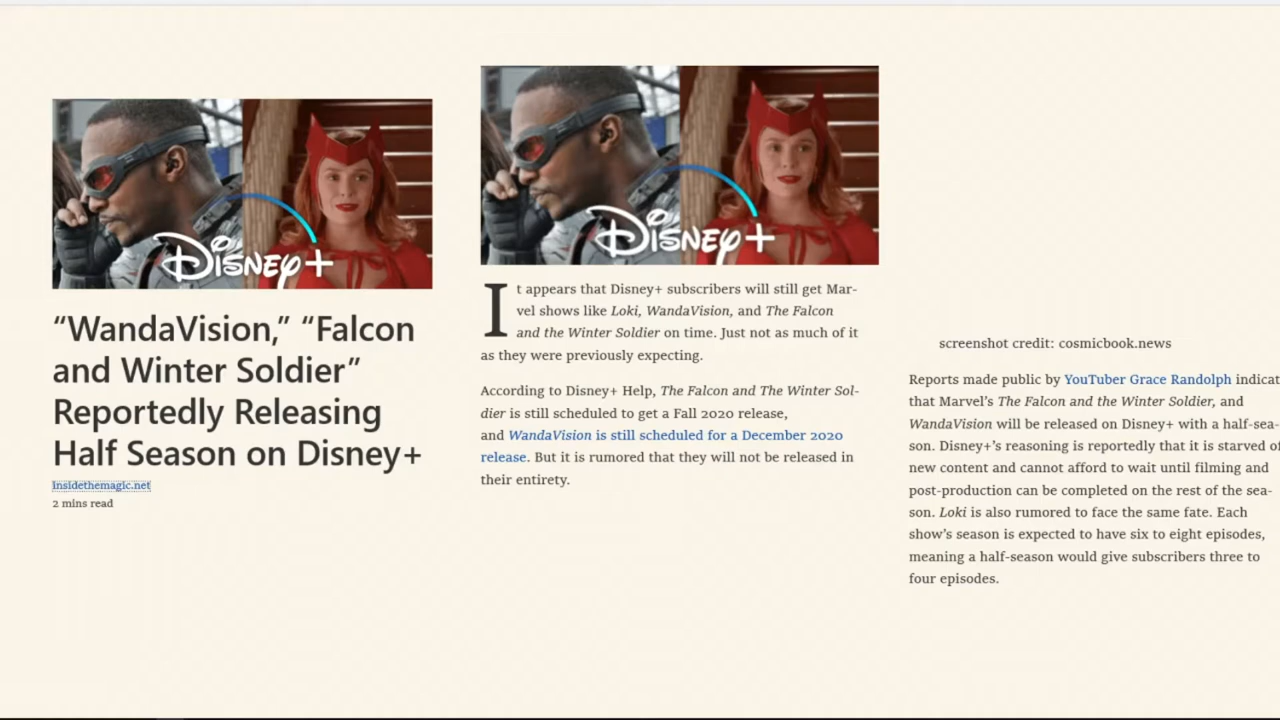 Disney+
“WandaVision,” “Falcon
and Winter Soldier”
Reportedly Releasing
Half Season on Disney+
insidethemagic.net
2 mins read
Disney+
It appears that Disney+ subscribers will still get Mar-
vel shows like Loki, WandaVision, and The Falcon
and the Winter Soldier on time. Just not as much of it
as they were previously expecting.
According to Disney+ Help, The Falcon and The Winter Sol-
dier is still scheduled to get a Fall 2020 release,
and WandaVision is still scheduled for a December 2020
release. But it is rumored that they will not be released in
their entirety.
screenshot credit: cosmicbook.news
Reports made public by YouTuber Grace Randolph indicat
that Marvel’s The Falcon and the Winter Soldier, and
WandaVision will be released on Disney+ with a half-sea-
son. Disney+’s reasoning is reportedly that it is starved of
new content and cannot afford to wait until filming and
post-production can be completed on the rest of the sea-
son. Loki is also rumored to face the same fate. Each
show’s season is expected to have six to eight episodes,
meaning a half-season would give subscribers three to
four episodes.